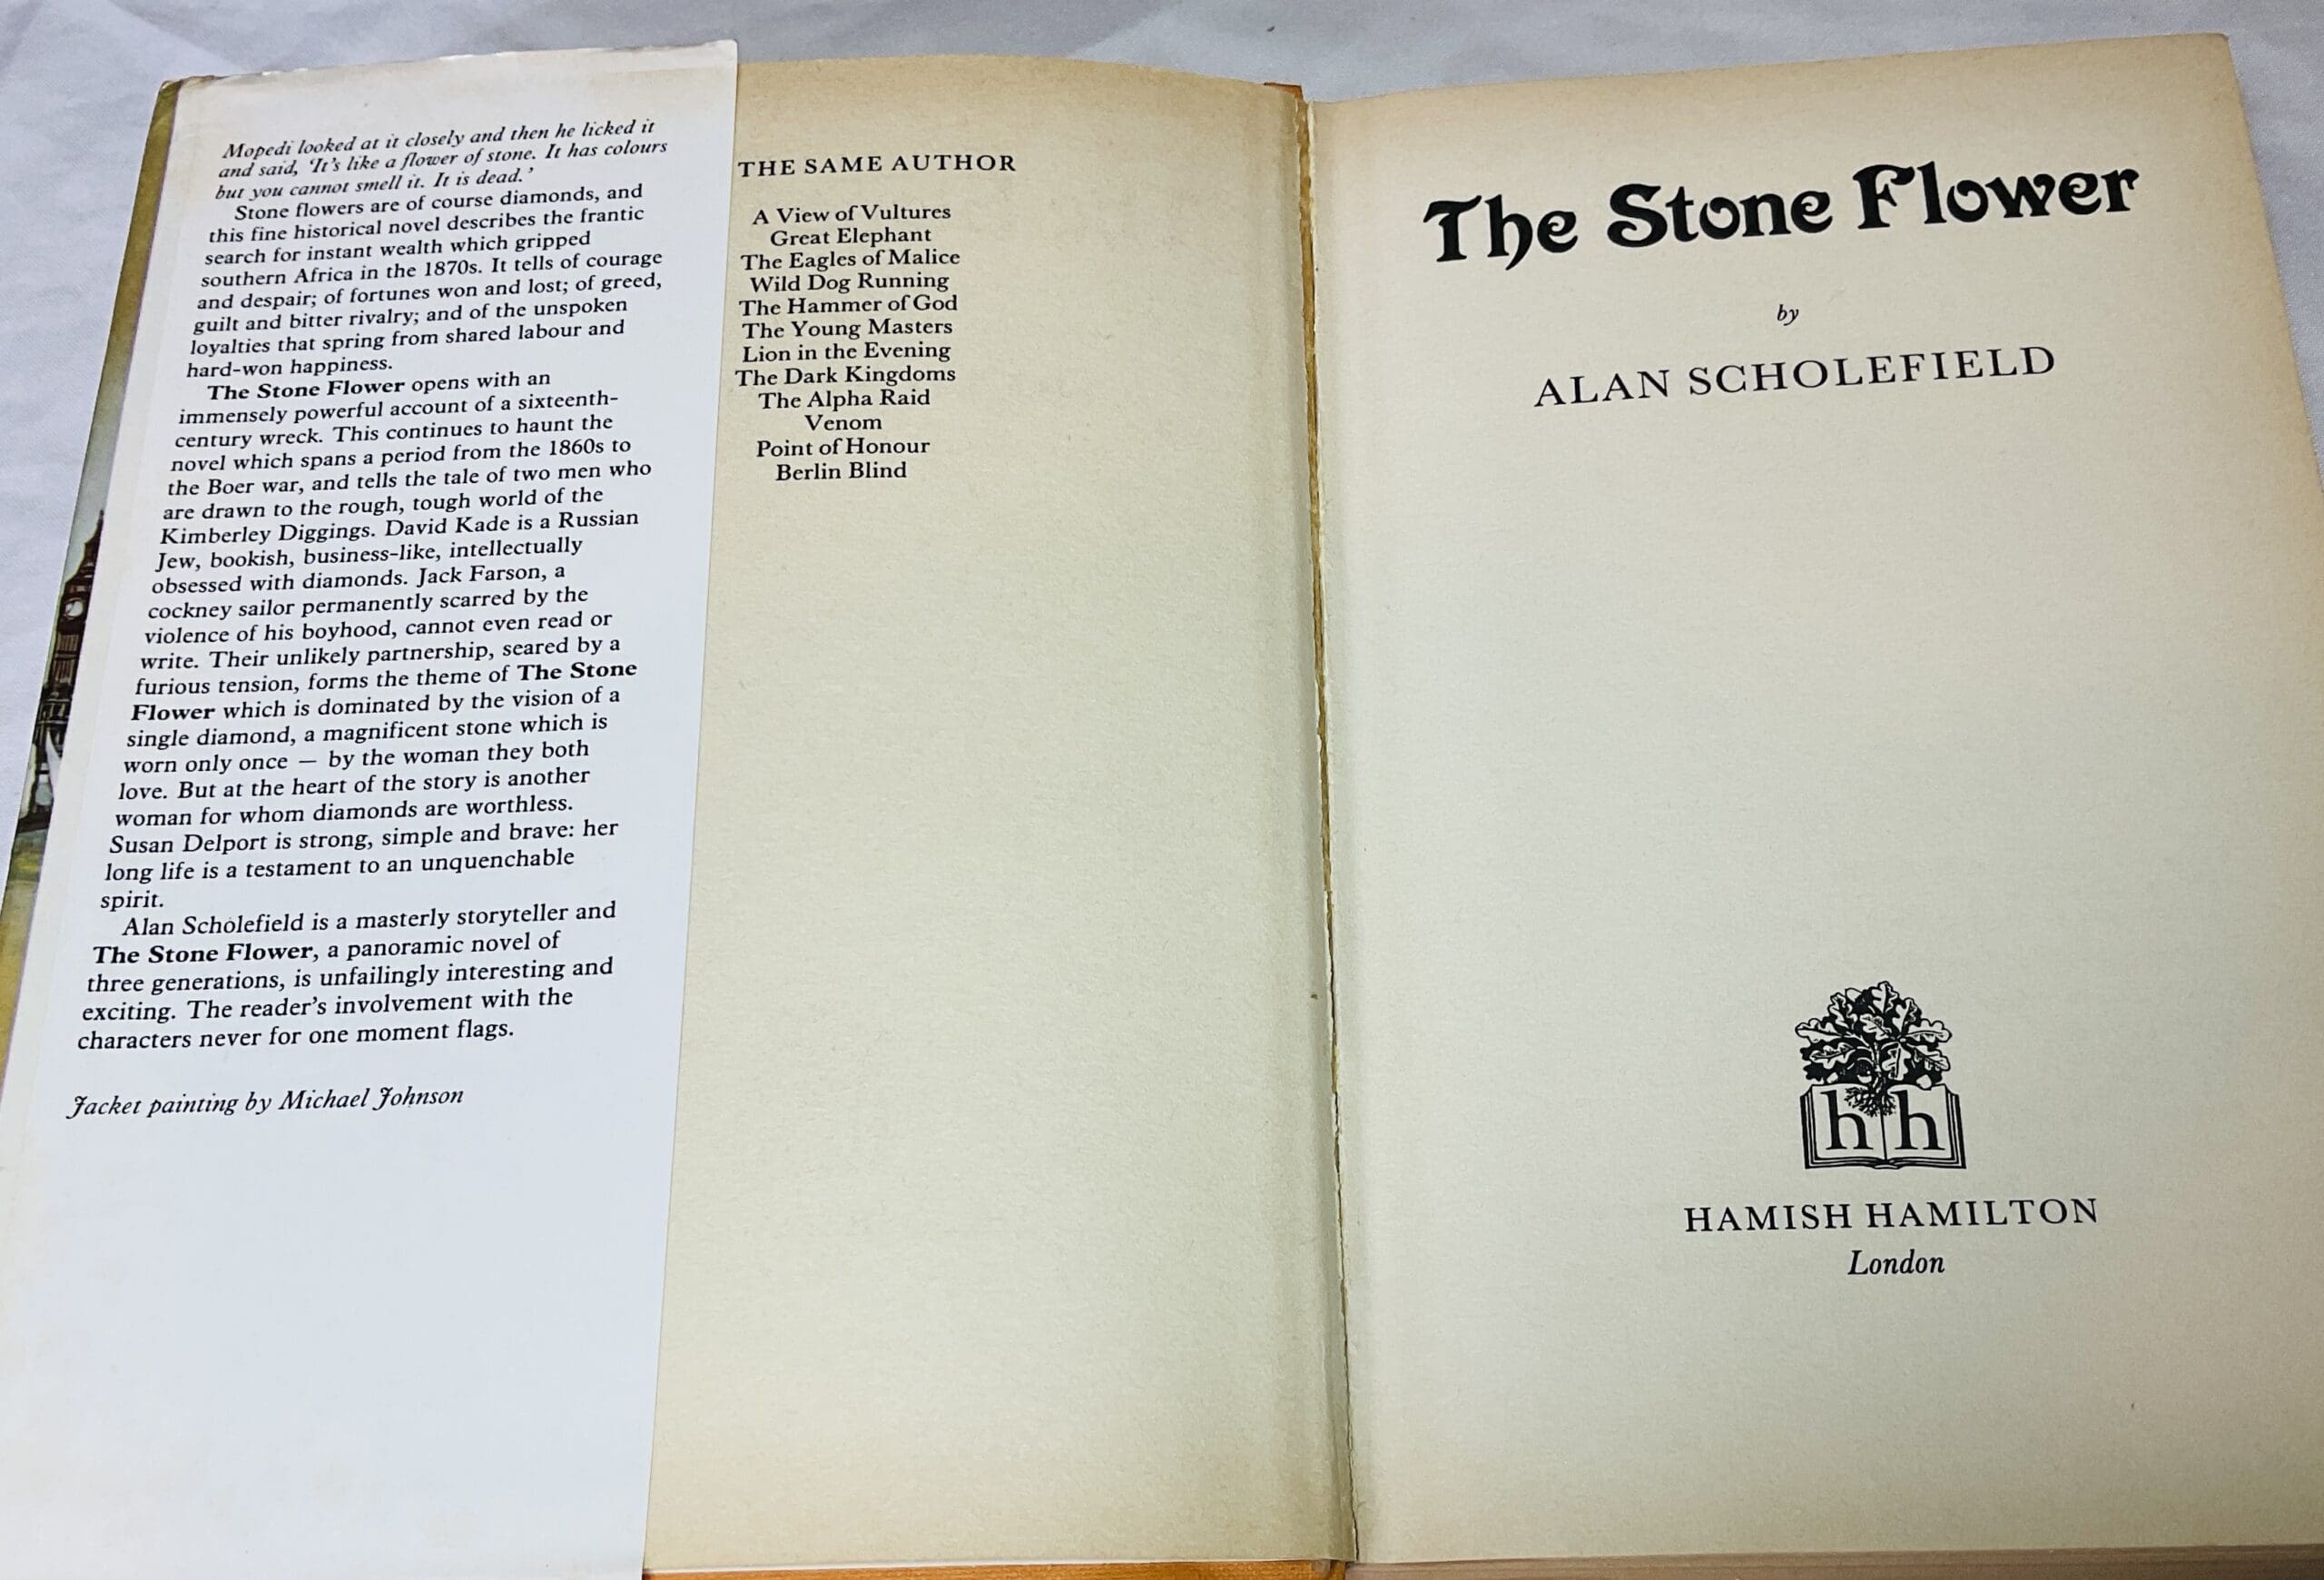 Mopedi looked at it closely and then he licked it
and said, 'It's like a flower of stone. It has colours
but you cannot smell it. It is dead.'
Stone flowers are of course diamonds, and
this fine historical novel describes the frantic
search for instant wealth which gripped
southern Africa in the 1870s. It tells of courage
and despair; of fortunes won and lost; of greed,
guilt and bitter rivalry; and of the unspoken
loyalties that spring from shared labour and
hard-won happiness.
The Stone Flower opens with an
immensely powerful account of a sixteenth-
century wreck. This continues to haunt the
novel which spans a period from the 1860s to
the Boer war, and tells the tale of two men who
are drawn to the rough, tough world of the
Kimberley Diggings. David Kade is a Russian
Jew, bookish, business-like, intellectually
obsessed with diamonds. Jack Farson, a
cockney sailor permanently scarred by the
violence of his boyhood, cannot even read or
write. Their unlikely partnership, seared by a
furious tension, forms the theme of The Stone
Flower which is dominated by the vision of a
single diamond, a magnificent stone which is
worn only once — by the woman they both
love. But at the heart of the story is another
woman for whom diamonds are worthless.
Susan Delport is strong, simple and brave: her
long life is a testament to an unquenchable
spirit.
Alan Scholefield is a masterly storyteller and
The Stone Flower, a panoramic novel of
three generations, is unfailingly interesting and
exciting. The reader's involvement with the
characters never for one moment flags.
Jacket painting by Michael Johnson
THE SAME AUTHOR
A View of Vultures
Great Elephant
The Eagles of Malice
Wild Dog Running
The Hammer of God
The Young Masters
Lion in the Evening
The Dark Kingdoms
The Alpha Raid
Venom
Point of Honour
Berlin Blind
The Stone Flower
by
ALAN SCHOLEFIELD
h h
HAMISH HAMILTON
London